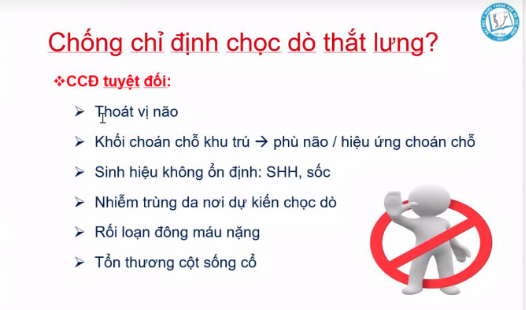 Chống chỉ định chọc dò thắt lưng?
❖CCĐ tuyệt đối:
➢ Thoát vị não
➢ Khối choán chỗ khu trú → phù não / hiệu ứng choán chỗ
➢ Sinh hiệu không ổn định: SHH, sốc
➢ Nhiễm trùng da nơi dự kiến chọc dò
➢ Rối loạn đông máu nặng
➢ Tổn thương cột sống cổ